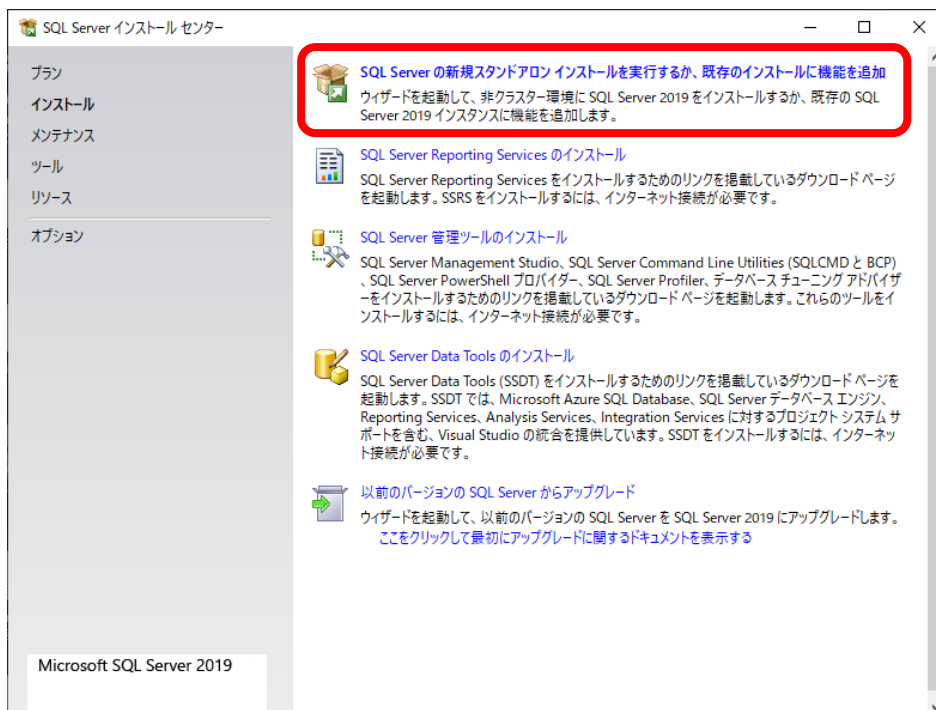 SQL Server インストール センター
プラン
インストール
メンテナンス
ツール
リソース
オプション
SQL Server の新規スタンドアロン インストールを実行するか、既存のインストールに機能を追加
ウィザードを起動して、非クラスター環境に SQL Server 2019 をインストールするか、既存の SQL
Server 2019 インスタンスに機能を追加します。
SQL Server Reporting Services のインストール
SQL Server Reporting Services をインストールするためのリンクを掲載しているダウンロード ページ
を起動します。SSRS をインストールするには、インターネット接続が必要です。
SQL Server 管理ツールのインストール
SQL Server Management Studio、SQL Server Command Line Utilities (SQLCMD と BCP)
、SQL Server PowerShell プロバイダー、SQL Server Profiler、データベース チューニング アドバイザ
ーをインストールするためのリンクを掲載しているダウンロード ページを起動します。これらのツールをイ
ンストールするには、インターネット接続が必要です。
SQL Server Data Tools のインストール
SQL Server Data Tools (SSDT) をインストールするためのリンクを掲載しているダウンロード ページを
起動します。SSDT では、Microsoft Azure SQL Database、SQL Server データベース エンジン、
Reporting Services、Analysis Services、Integration Services に対するプロジェクト システム サ
ポートを含む、Visual Studio の統合を提供しています。SSDT をインストールするには、インターネッ
ト接続が必要です。
以前のバージョンの SQL Server からアップグレード
ウィザードを起動して、以前のバージョンの SQL Server を SQL Server 2019 にアップグレードします。
ここをクリックして最初にアップグレードに関するドキュメントを表示する
Microsoft SQL Server 2019